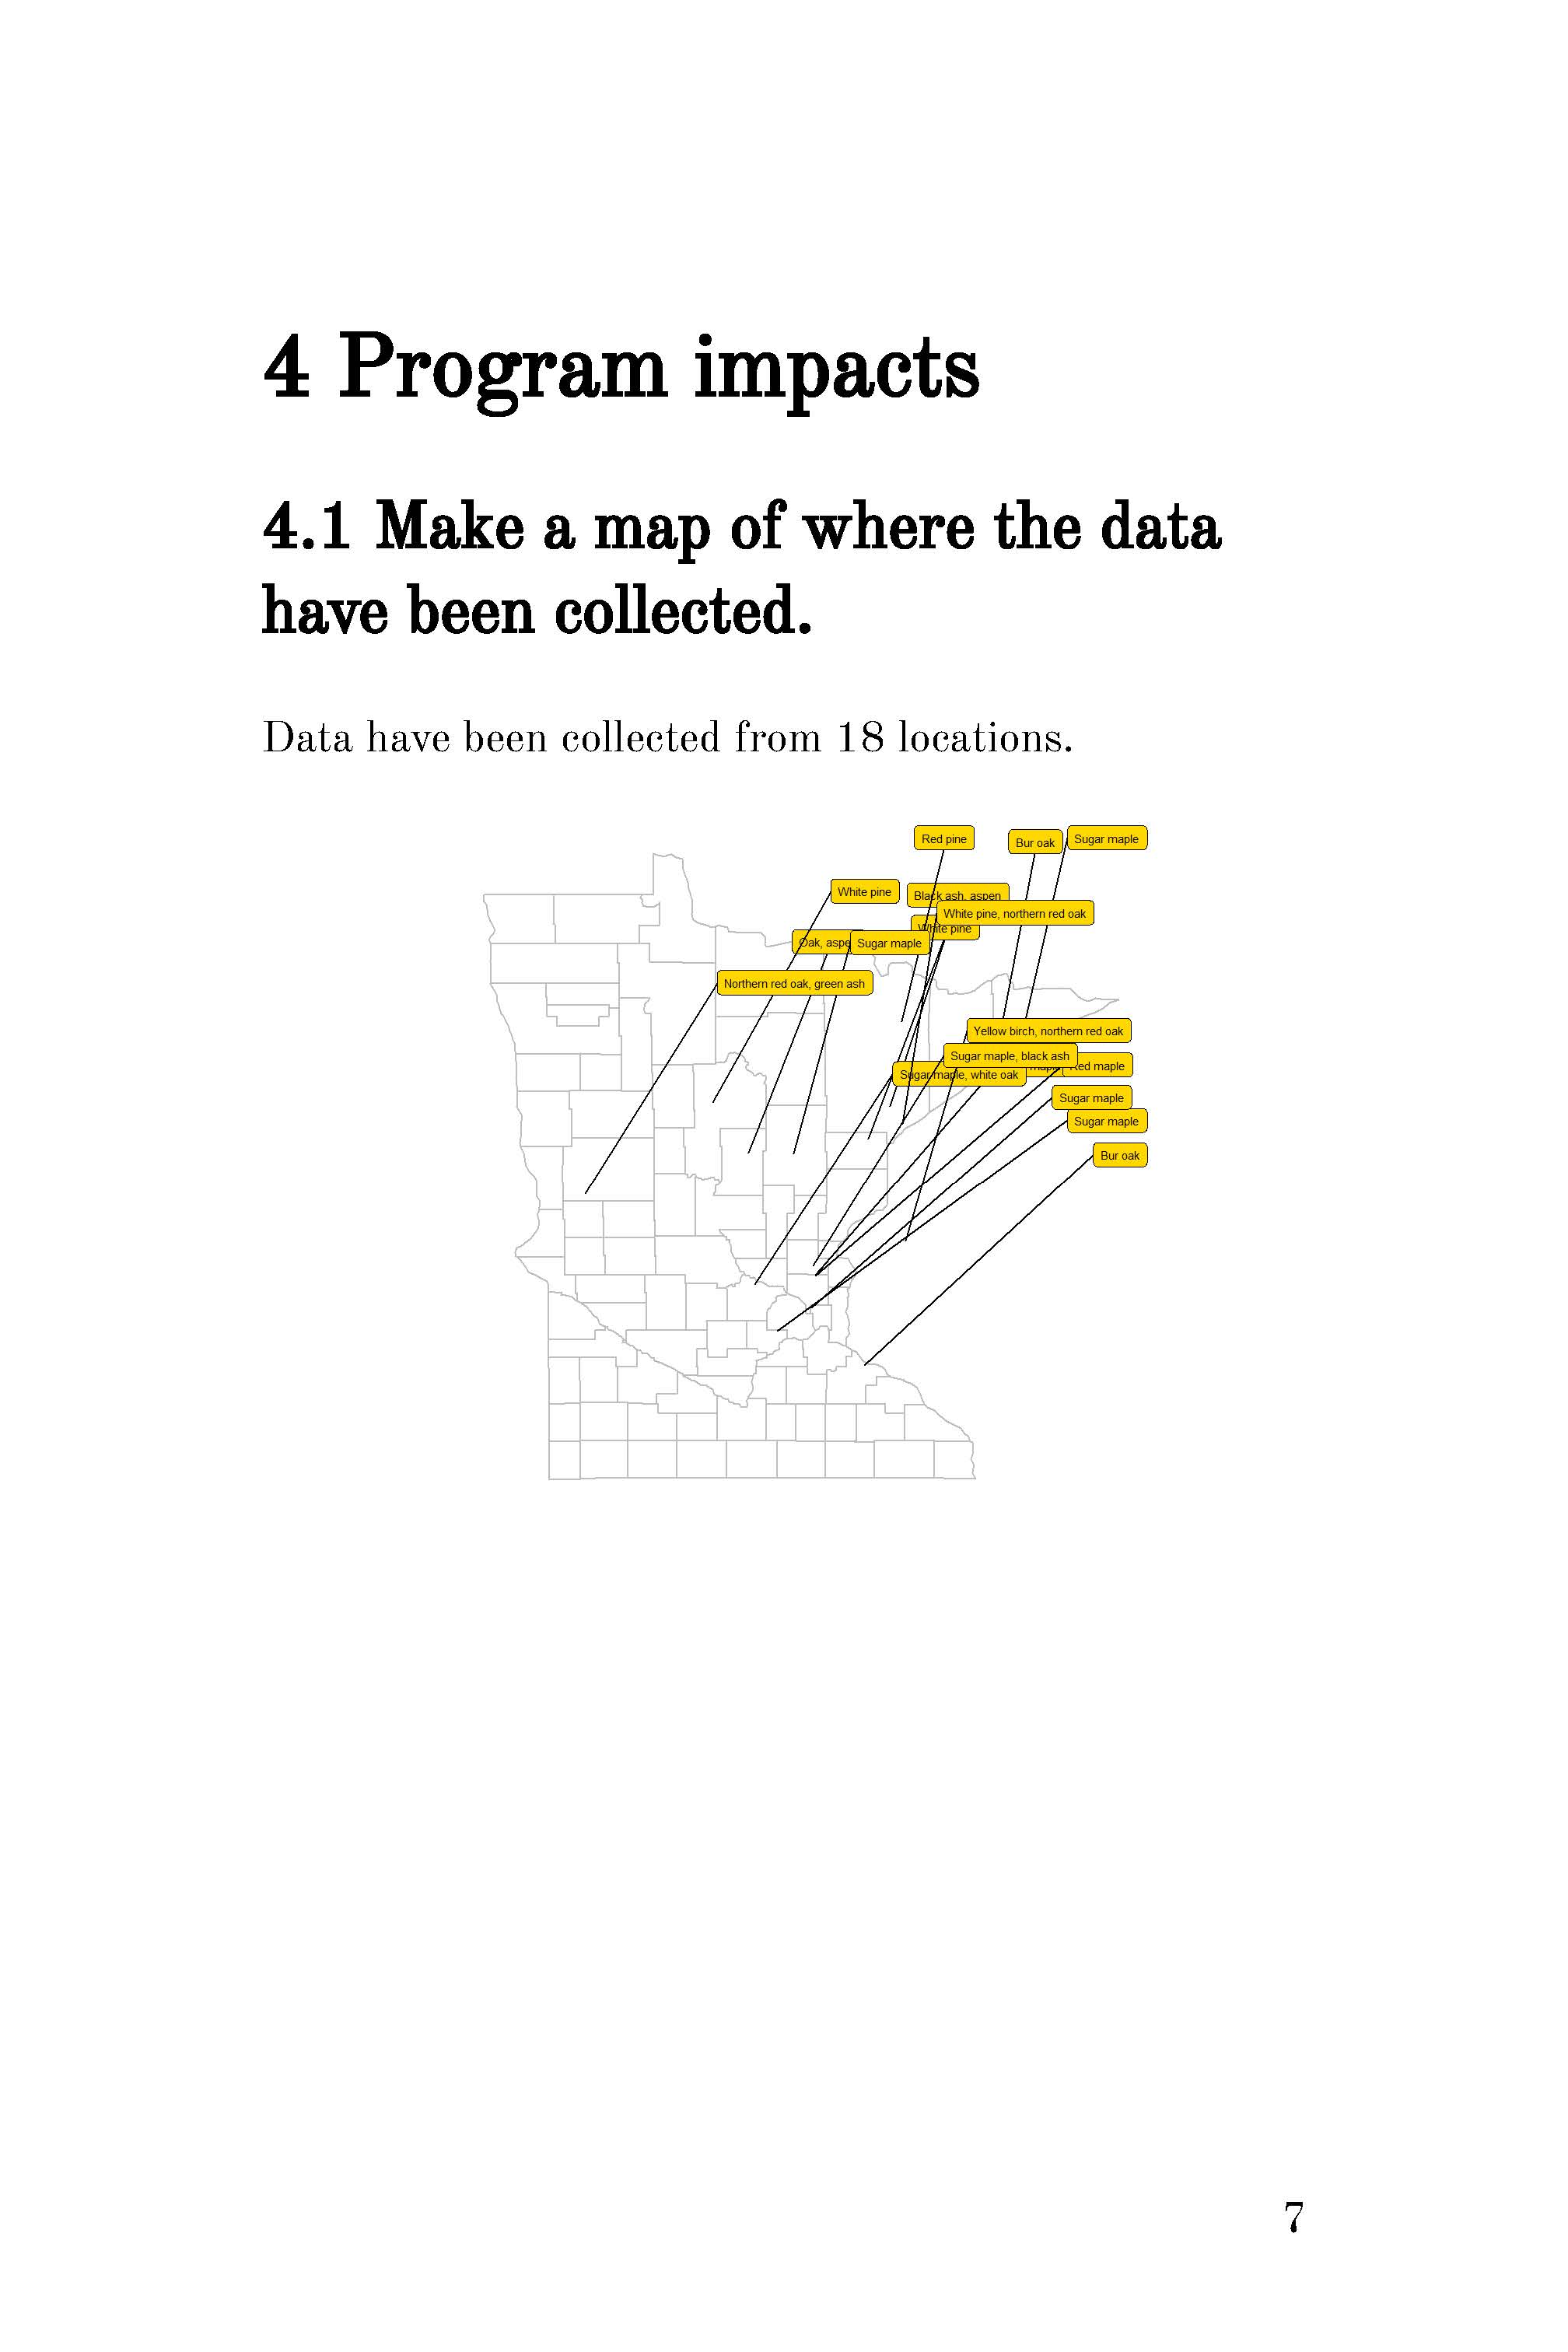 4 Program impacts
4.1 Make a map of where the data
have been collected.
Data have been collected from 18 locations.
Red pine
Bur oak
Sugar maple
White pine
Black ash, aspen
White pine, northern red oak
White pine
Oak,
Sugar maple
Northern red oak, green ash
Yellow birch, northern red oak
Sugar maple, black ash
Red maple
Sugar maple, white oak
Sugar maple
Sugar maple
Bur oak
7